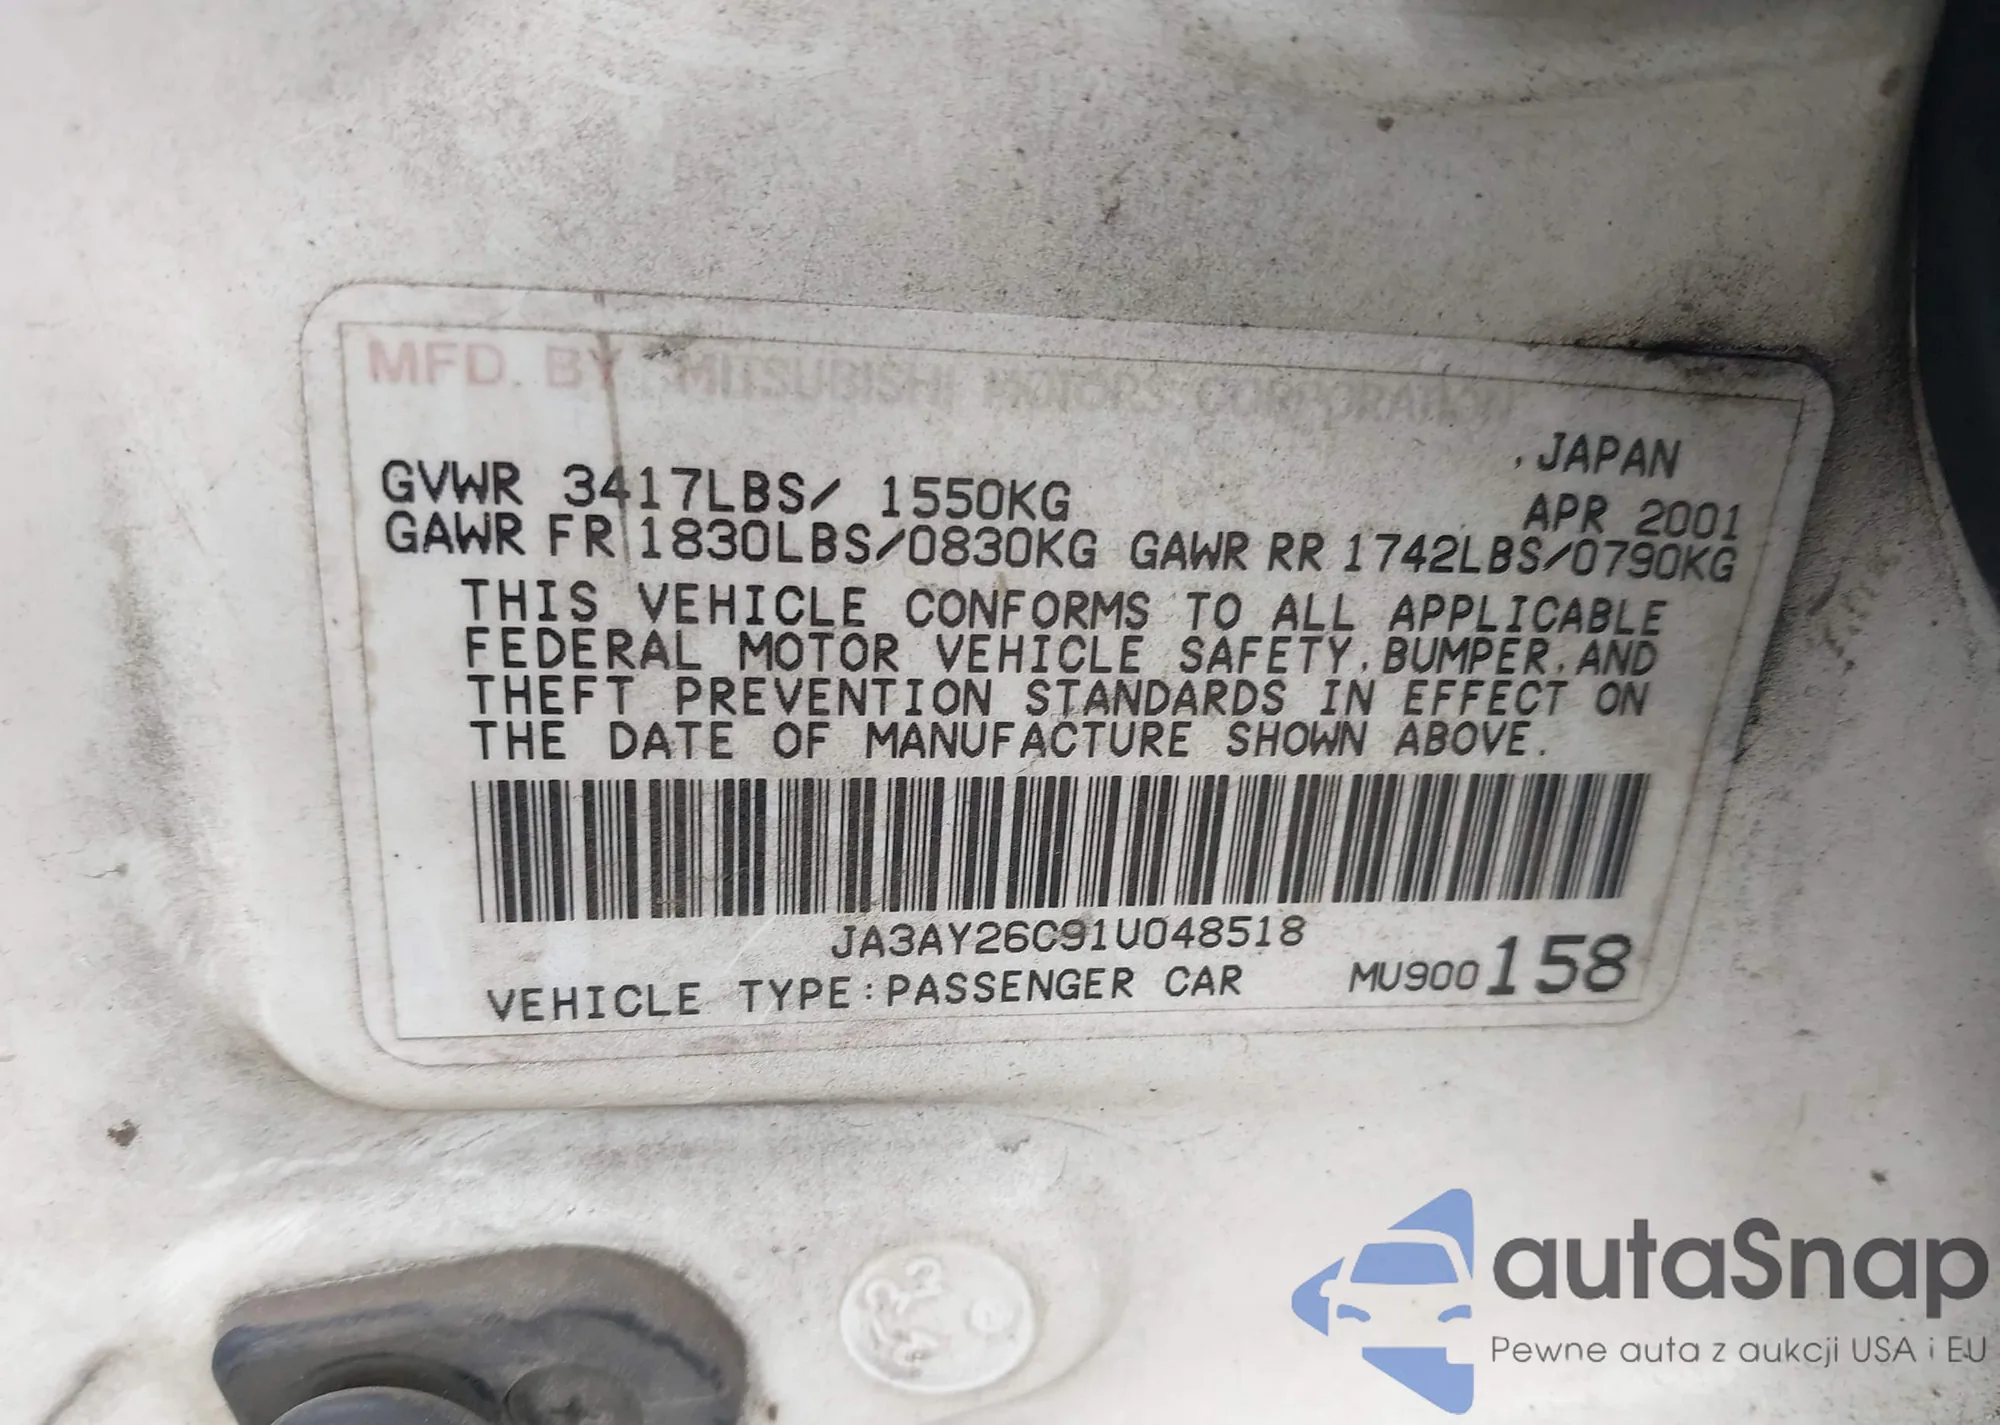 MFD. BY MITSUBISHI MOTORS CORPORATION
, JAPAN
GVWR 3417LBS/ 1550KG APR 2001
GAWR FR 1830LBS/0830KG GAWR RR 1742LBS/0790KG
THIS VEHICLE CONFORMS TO ALL APPLICABLE
FEDERAL MOTOR VEHICLE SAFETY,BUMPER,AND
THEFT PREVENTION STANDARDS IN EFFECT ON
THE DATE OF MANUFACTURE SHOWN ABOVE.
JA3AY26C91U048518
VEHICLE TYPE:PASSENGER CAR MU900158
autaSnap
Pewne auta z aukcji USA i EU